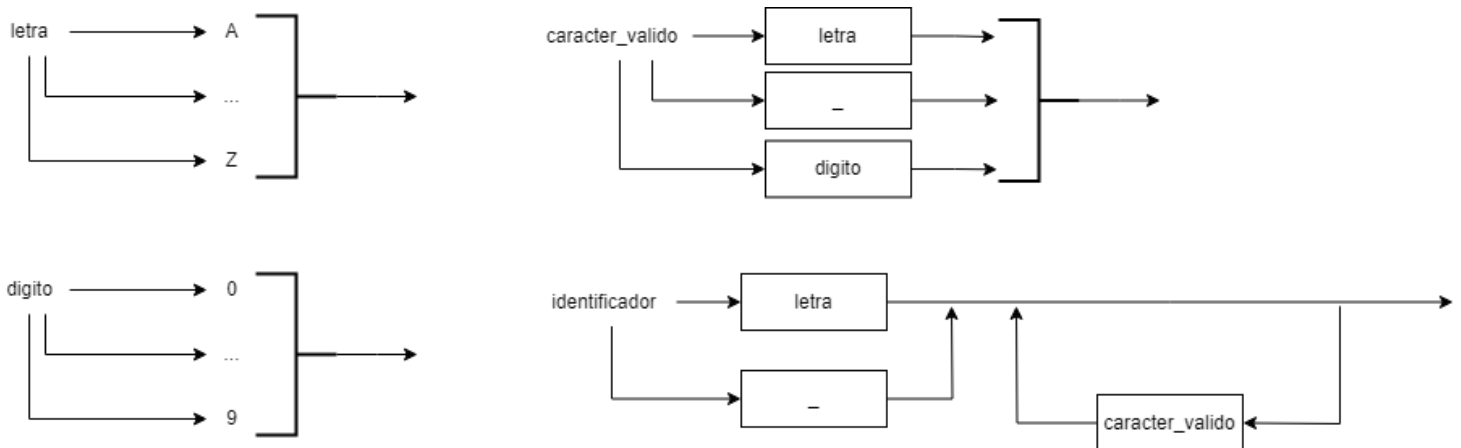 letra
A
...
Z
caracter_valido
letra
_
digito
digito
0
...
9
identificador
letra
_
caracter_valido